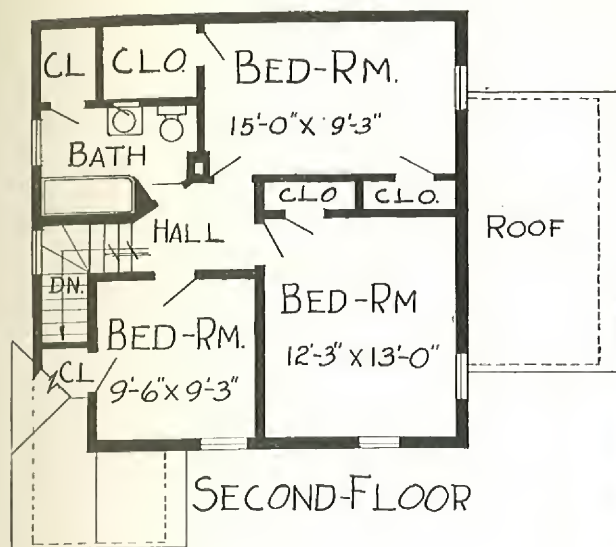 CL
CLO.
BED-RM.
15'-0" X 9'-3"
BATH
CLO
CLO.
HALL
ROOF
DN.
BED-RM.
9'-6" X 9'-3"
BED-RM
12'-3" X 13'-0"
CL
SECOND-FLOOR